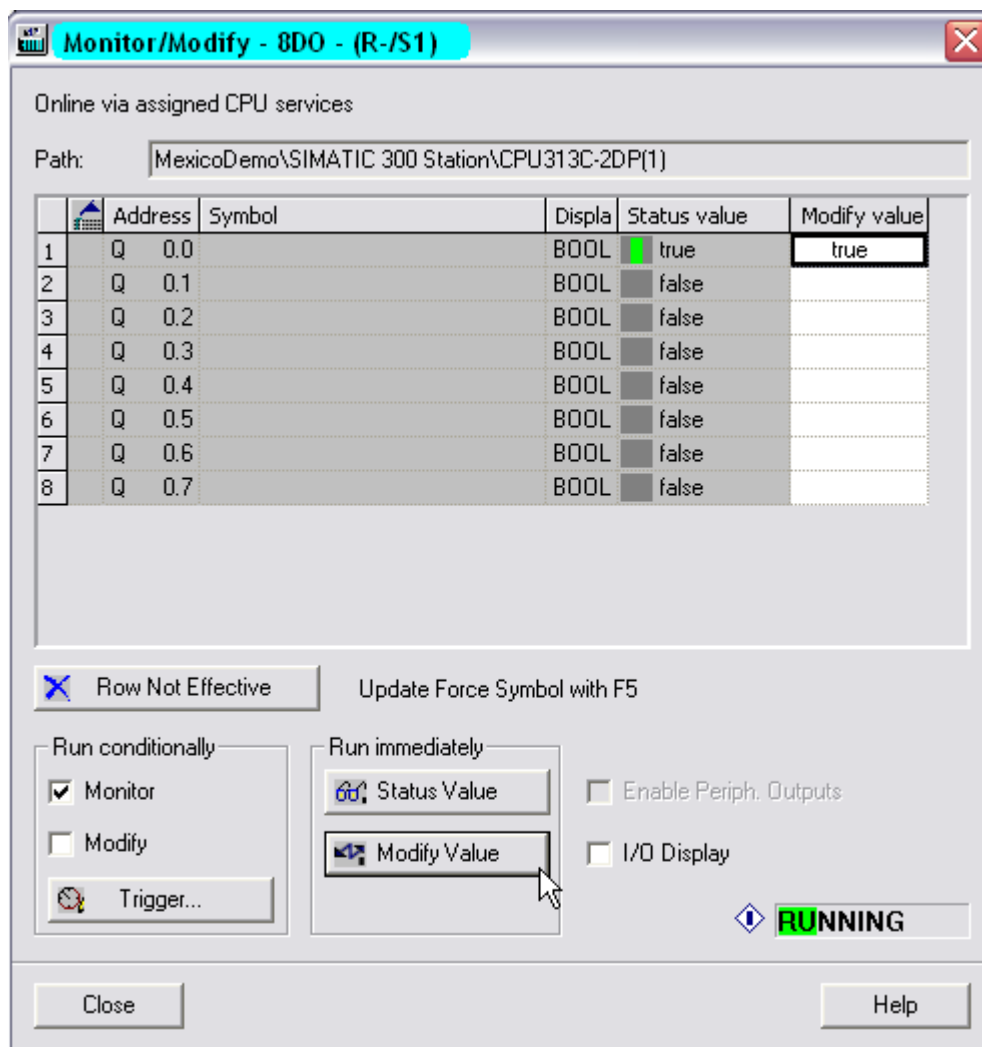 Monitor/Modify - 8DO - (R-/S1)
Online via assigned CPU services
Path: MexicoDemo\SIMATIC 300 Station\CPU313C-2DP(1)
Address Symbol Displa Status value Modify value
1 Q 0.0 BOOL true true
2 Q 0.1 BOOL false
3 Q 0.2 BOOL false
4 Q 0.3 BOOL false
5 Q 0.4 BOOL false
6 Q 0.5 BOOL false
7 Q 0.6 BOOL false
8 Q 0.7 BOOL false
Row Not Effective Update Force Symbol with F5
Run conditionally Run immediately
Monitor Status Value Enable Periph. Outputs
Modify Modify Value I/O Display
Trigger...
RUNNING
Close Help